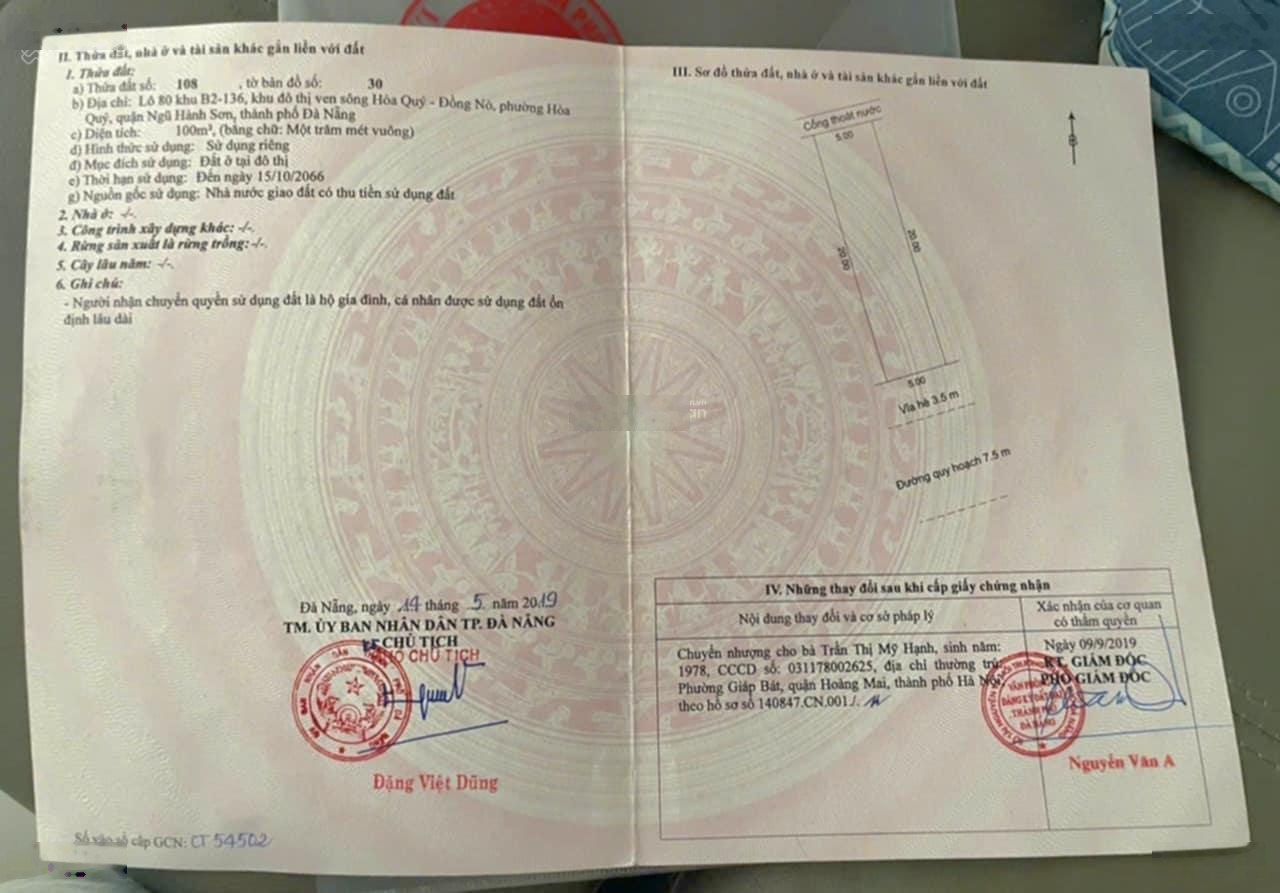 II. Thửa đất, nhà ở và tài sản khác gắn liền với đất
1. Thửa đất:
a) Thửa đất số: 108 , tờ bản đồ số: 30
b) Địa chỉ: Lô 80 khu B2-136, khu đô thị ven sông Hòa Quý - Đồng Nò, phường Hòa
Quý, quận Ngũ Hành Sơn, thành phố Đà Nẵng
c) Diện tích: 100m², (bằng chữ: Một trăm mét vuông)
d) Hình thức sử dụng: Sử dụng riêng
đ) Mục đích sử dụng: Đất ở tại đô thị
e) Thời hạn sử dụng: Đến ngày 15/10/2066
g) Nguồn gốc sử dụng: Nhà nước giao đất có thu tiền sử dụng đất
2. Nhà ở: -/-.
3. Công trình xây dựng khác: -/-.
4. Rừng sản xuất là rừng trồng: -/-.
5. Cây lâu năm: -/-.
6. Ghi chú:
- Người nhận chuyển quyền sử dụng đất là hộ gia đình, cá nhân được sử dụng đất ổn
định lâu dài
Đà Nẵng, ngày 14 tháng 5 năm 2019
TM. ỦY BAN NHÂN DÂN TP. ĐÀ NẴNG
CHỦ TỊCH
PHÓ CHỦ TỊCH
Đặng Việt Dũng
Số vào sổ cấp GCN: CT 54502
III. Sơ đồ thửa đất, nhà ở và tài sản khác gắn liền với đất
Cống thoát nước
5.00
20.00
20.00
5.00
Vỉa hè 3.5 m
Đường quy hoạch 7.5 m
IV. Những thay đổi sau khi cấp giấy chứng nhận
Nội dung thay đổi và cơ sở pháp lý
Xác nhận của cơ quan
có thẩm quyền
Chuyển nhượng cho bà Trần Thị Mỹ Hạnh, sinh năm:
1978, CCCD số: 031178002625, địa chỉ thường trú:
Phường Giáp Bát, quận Hoàng Mai, thành phố Hà Nội,
theo hồ sơ số 140847.CN.001./.
Ngày 09/9/2019
KT. GIÁM ĐỐC
PHÓ GIÁM ĐỐC
Nguyễn Văn A